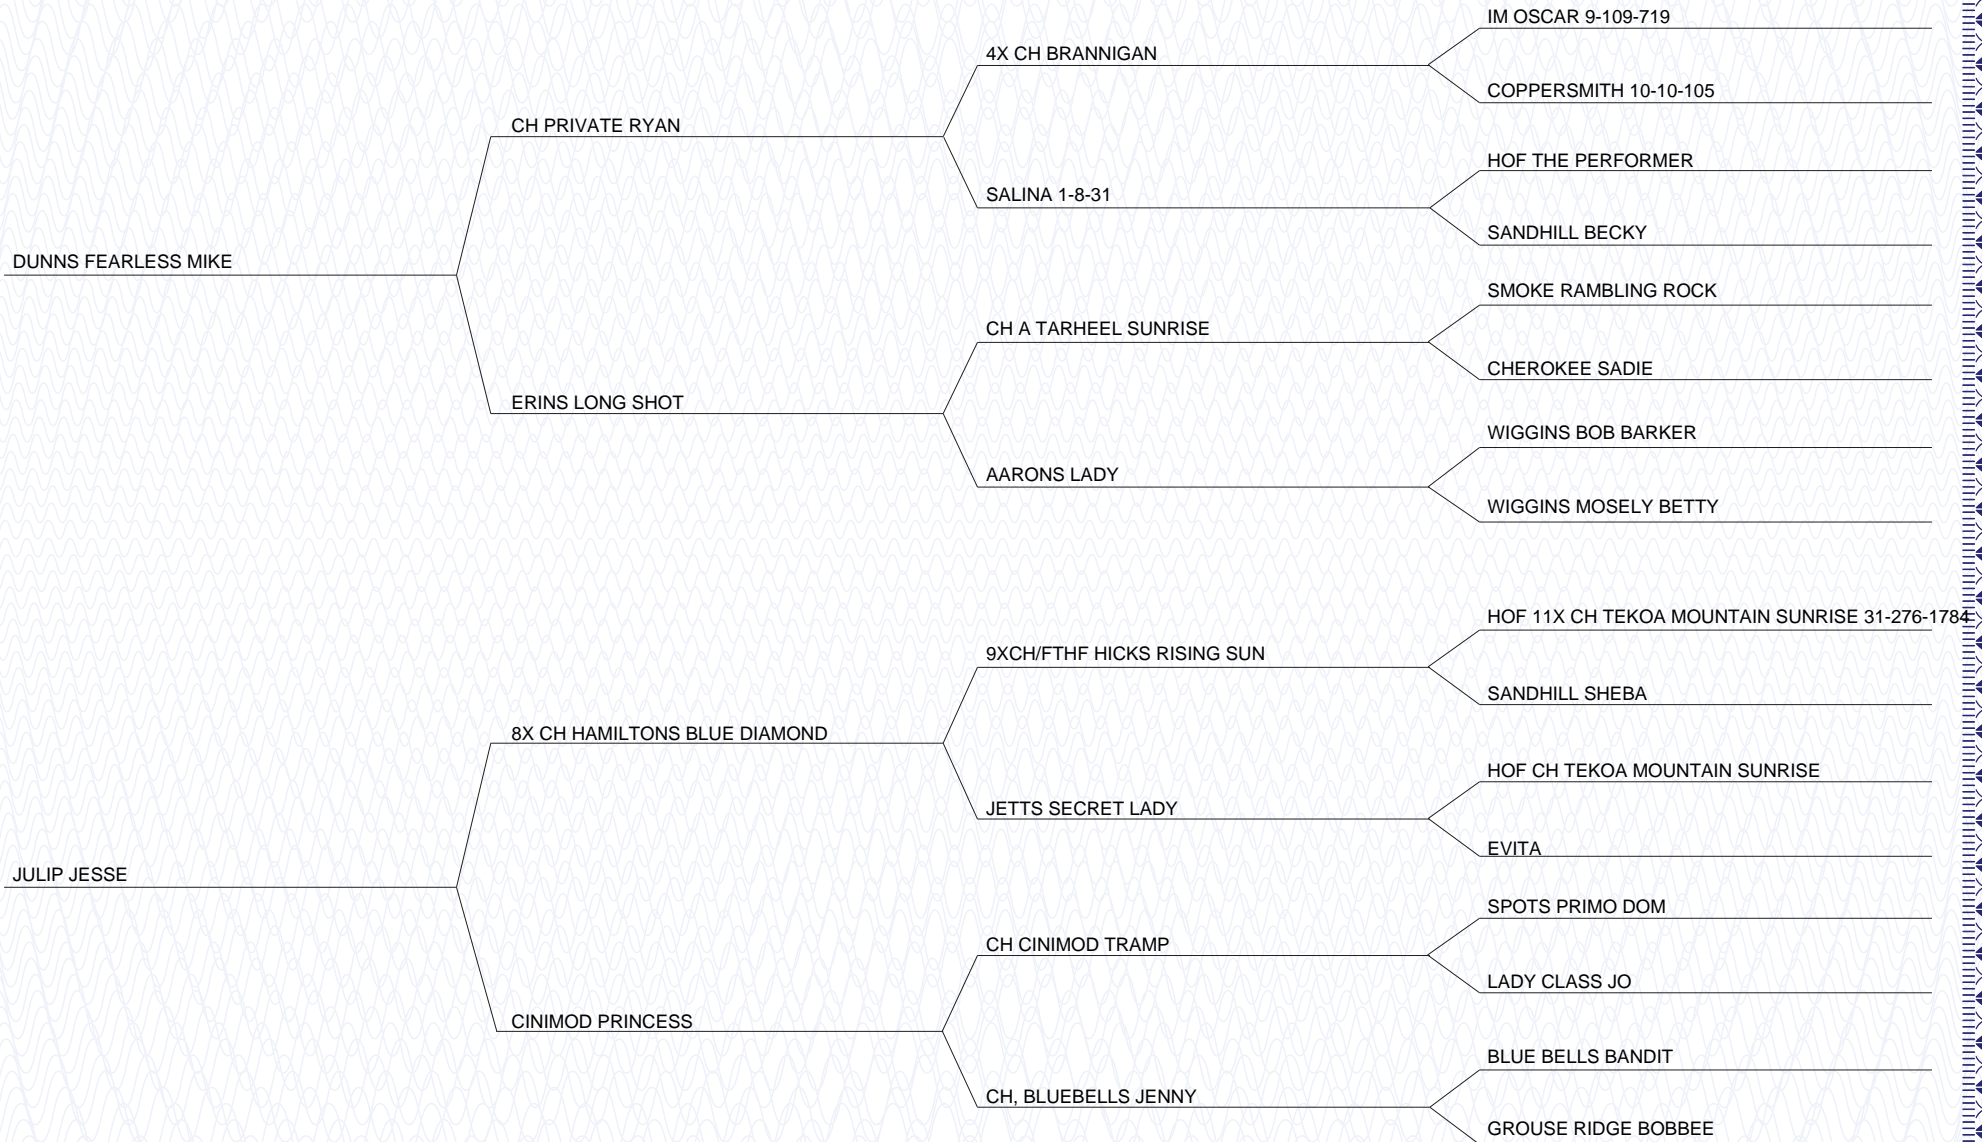 IM OSCAR 9-109-719
4X CH BRANNIGAN
COPPERSMITH 10-10-105
CH PRIVATE RYAN
HOF THE PERFORMER
SALINA 1-8-31
SANDHILL BECKY
DUNNS FEARLESS MIKE
SMOKE RAMBLING ROCK
CH A TARHEEL SUNRISE
CHEROKEE SADIE
ERINS LONG SHOT
WIGGINS BOB BARKER
AARONS LADY
WIGGINS MOSELY BETTY
HOF 11X CH TEKOA MOUNTAIN SUNRISE 31-276-1784
9XCH/FTHF HICKS RISING SUN
SANDHILL SHEBA
8X CH HAMILTONS BLUE DIAMOND
HOF CH TEKOA MOUNTAIN SUNRISE
JETTS SECRET LADY
EVITA
JULIP JESSE
SPOTS PRIMO DOM
CH CINIMOD TRAMP
LADY CLASS JO
CINIMOD PRINCESS
BLUE BELLS BANDIT
CH, BLUEBELLS JENNY
GROUSE RIDGE BOBBEE